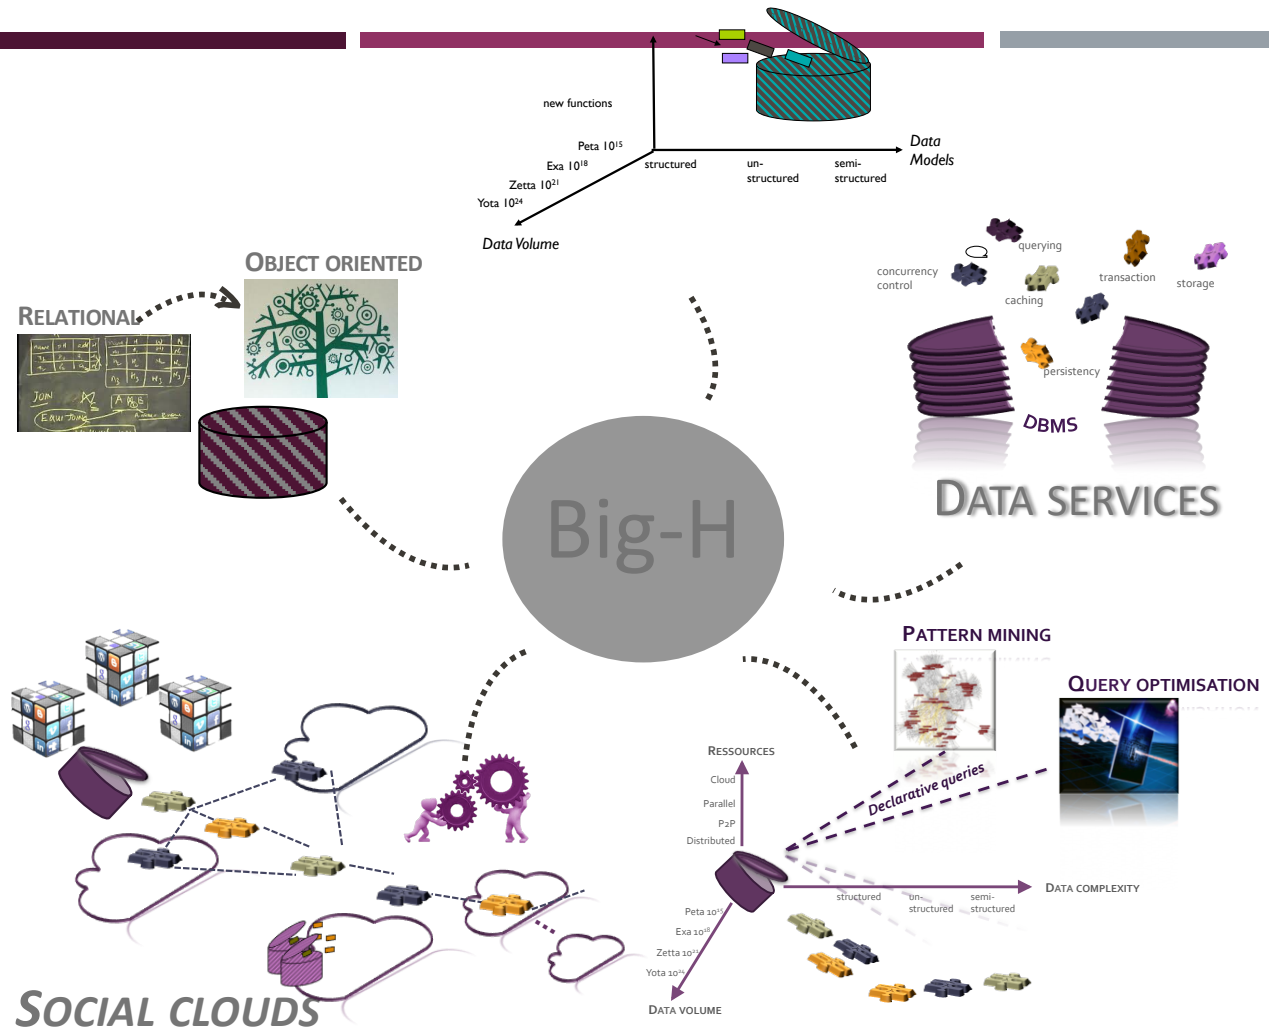 new functions
Peta 10¹⁵
Exa 10¹⁸
Zetta 10²¹
Yota 10²⁴
Data Volume
structured
un-
structured
semi-
structured
Data
Models
OBJECT ORIENTED
RELATIONAL
JOIN
EQUI JOIN
querying
concurrency
control
caching
transaction
storage
persistency
DBMS
DATA SERVICES
Big-H
PATTERN MINING
QUERY OPTIMISATION
Declarative queries
RESSOURCES
Cloud
Parallel
P2P
Distributed
DATA COMPLEXITY
structured
un-
structured
semi-
structured
Peta 10¹⁵
Exa 10¹⁸
Zetta 10²¹
Yota 10²⁴
DATA VOLUME
SOCIAL CLOUDS